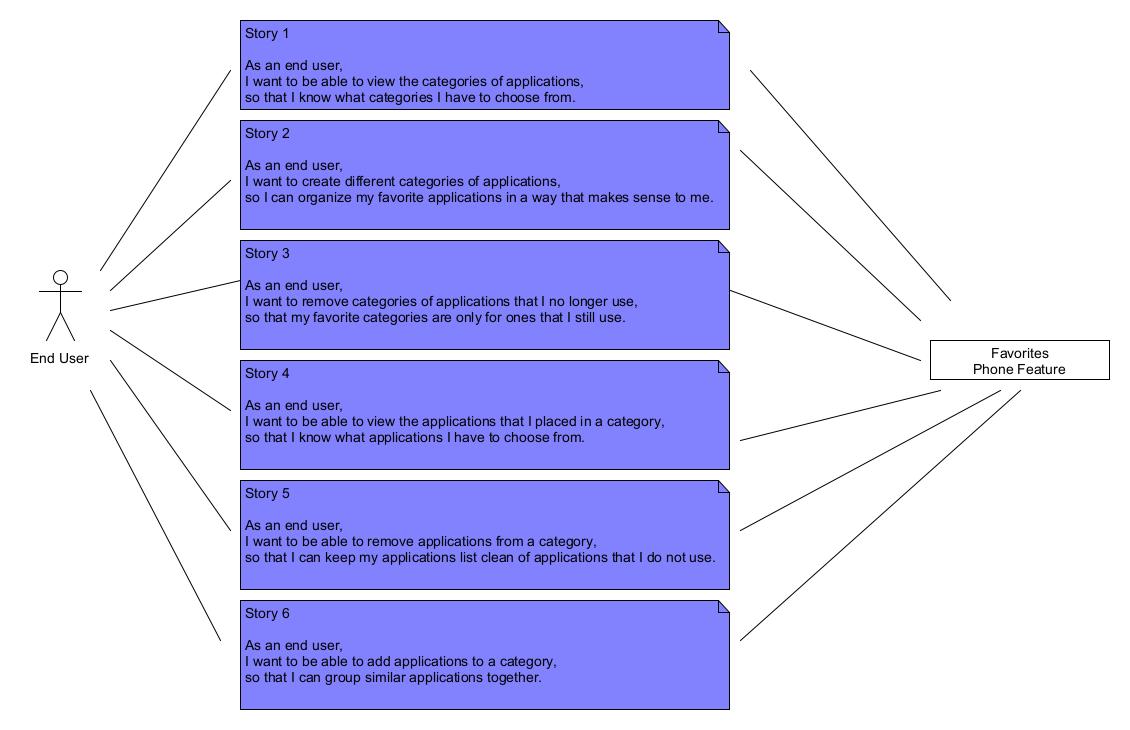 Story 1
As an end user,
I want to be able to view the categories of applications,
so that I know what categories I have to choose from.
Story 2
As an end user,
I want to create different categories of applications,
so I can organize my favorite applications in a way that makes sense to me.
Story 3
As an end user,
I want to remove categories of applications that I no longer use,
so that my favorite categories are only for ones that I still use.
End User
Favorites
Phone Feature
Story 4
As an end user,
I want to be able to view the applications that I placed in a category,
so that I know what applications I have to choose from.
Story 5
As an end user,
I want to be able to remove applications from a category,
so that I can keep my applications list clean of applications that I do not use.
Story 6
As an end user,
I want to be able to add applications to a category,
so that I can group similar applications together.